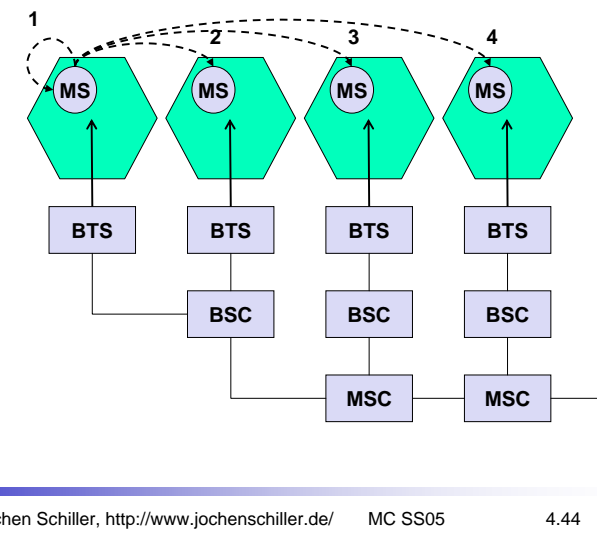 1
2 3 4
MS MS MS MS
BTS BTS BTS BTS
BSC BSC BSC
MSC MSC
Schiller, http://www.jochenschiller.de/ MC SS05 4.44